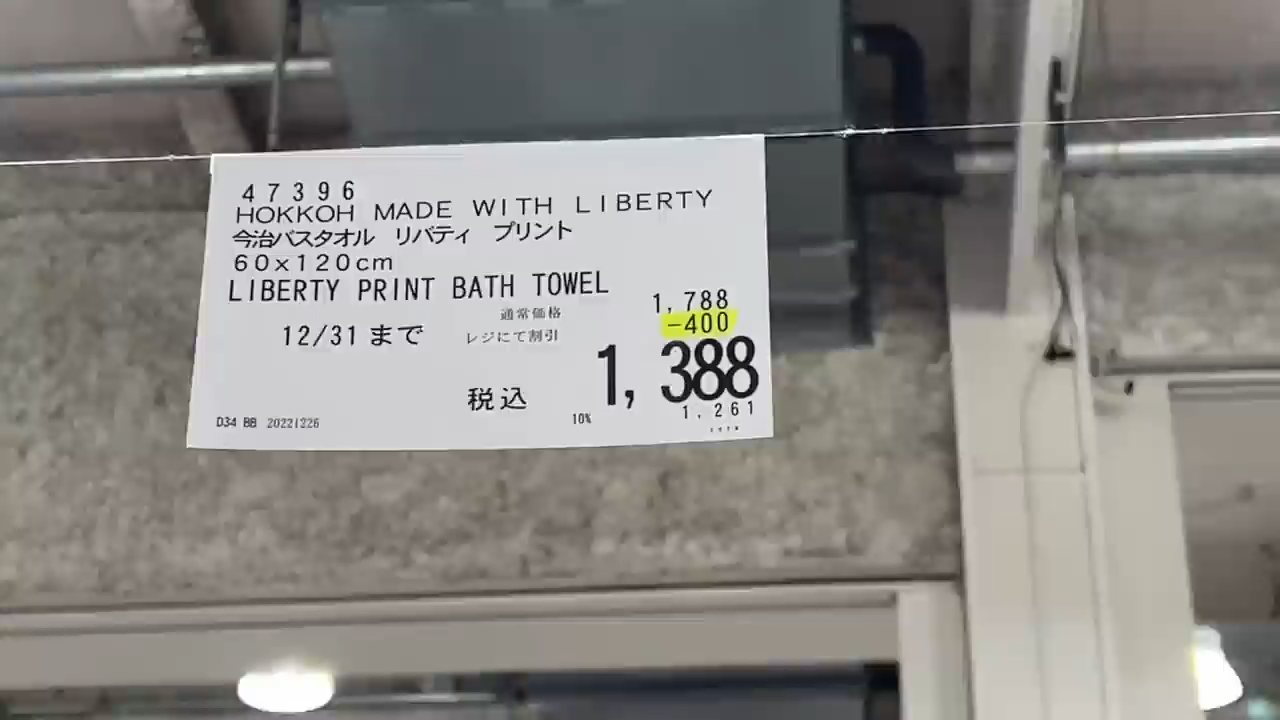 47396
HOKKOH MADE WITH LIBERTY
今治バスタオル リバティ プリント
60x120cm
LIBERTY PRINT BATH TOWEL
通常価格 1,788
12/31まで レジにて割引 -400
税込 1,388
10% 1,261
D34 BB 20221226